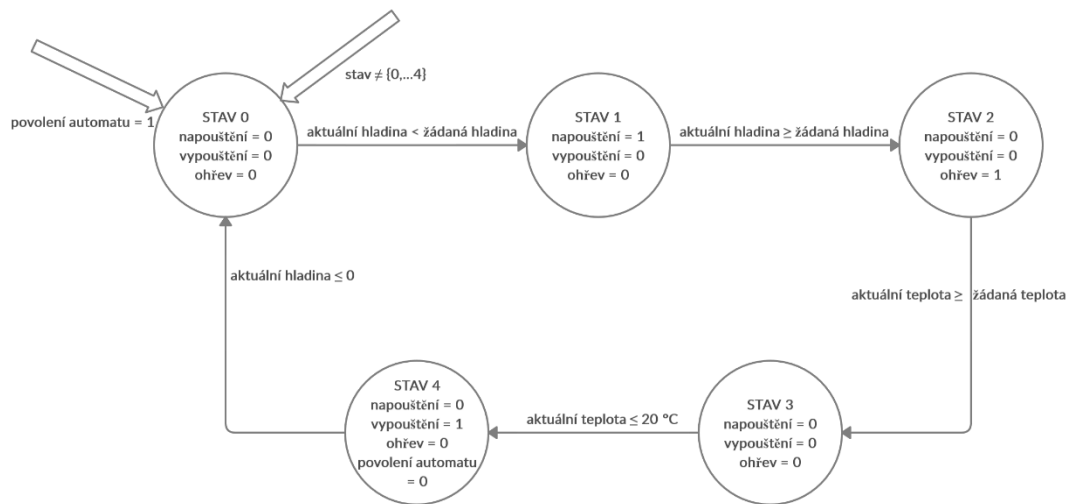 stav ≠ {0,...4}
povolení automatu = 1
STAV 0
napouštění = 0
vypouštění = 0
ohřev = 0
aktuální hladina < žádaná hladina
STAV 1
napouštění = 1
vypouštění = 0
ohřev = 0
aktuální hladina ≥ žádaná hladina
STAV 2
napouštění = 0
vypouštění = 0
ohřev = 1
aktuální teplota ≥ žádaná teplota
STAV 3
napouštění = 0
vypouštění = 0
ohřev = 0
aktuální teplota ≤ 20 °C
STAV 4
napouštění = 0
vypouštění = 1
ohřev = 0
povolení automatu
= 0
aktuální hladina ≤ 0